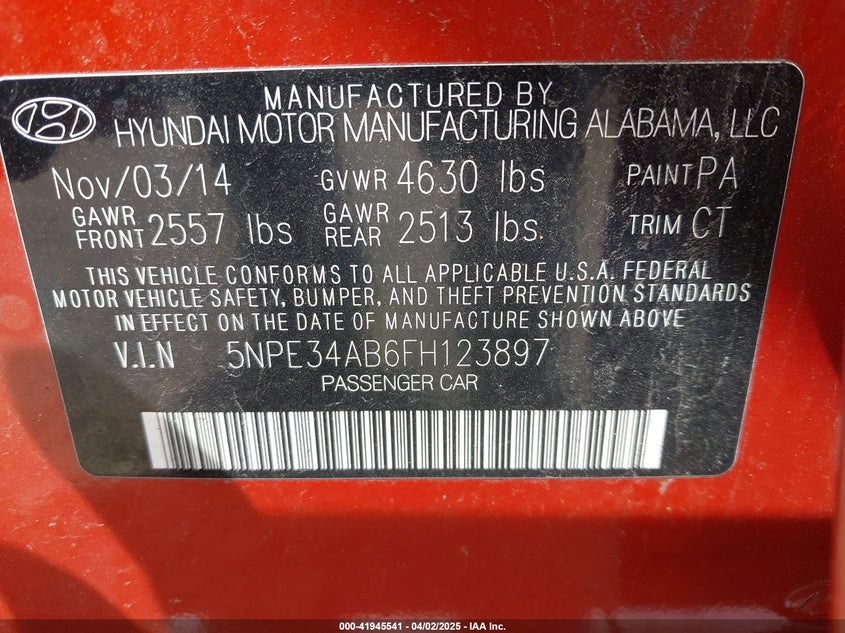 MANUFACTURED BY
HYUNDAI MOTOR MANUFACTURING ALABAMA, LLC
Nov/03/14 GVWR 4630 lbs PAINT PA
GAWR FRONT 2557 lbs GAWR REAR 2513 lbs. TRIM CT
THIS VEHICLE CONFORMS TO ALL APPLICABLE U.S.A. FEDERAL
MOTOR VEHICLE SAFETY, BUMPER, AND THEFT PREVENTION STANDARDS
IN EFFECT ON THE DATE OF MANUFACTURE SHOWN ABOVE
V.I.N 5NPE34AB6FH123897
PASSENGER CAR
000-41945541 - 04/02/2025 - IAA Inc.